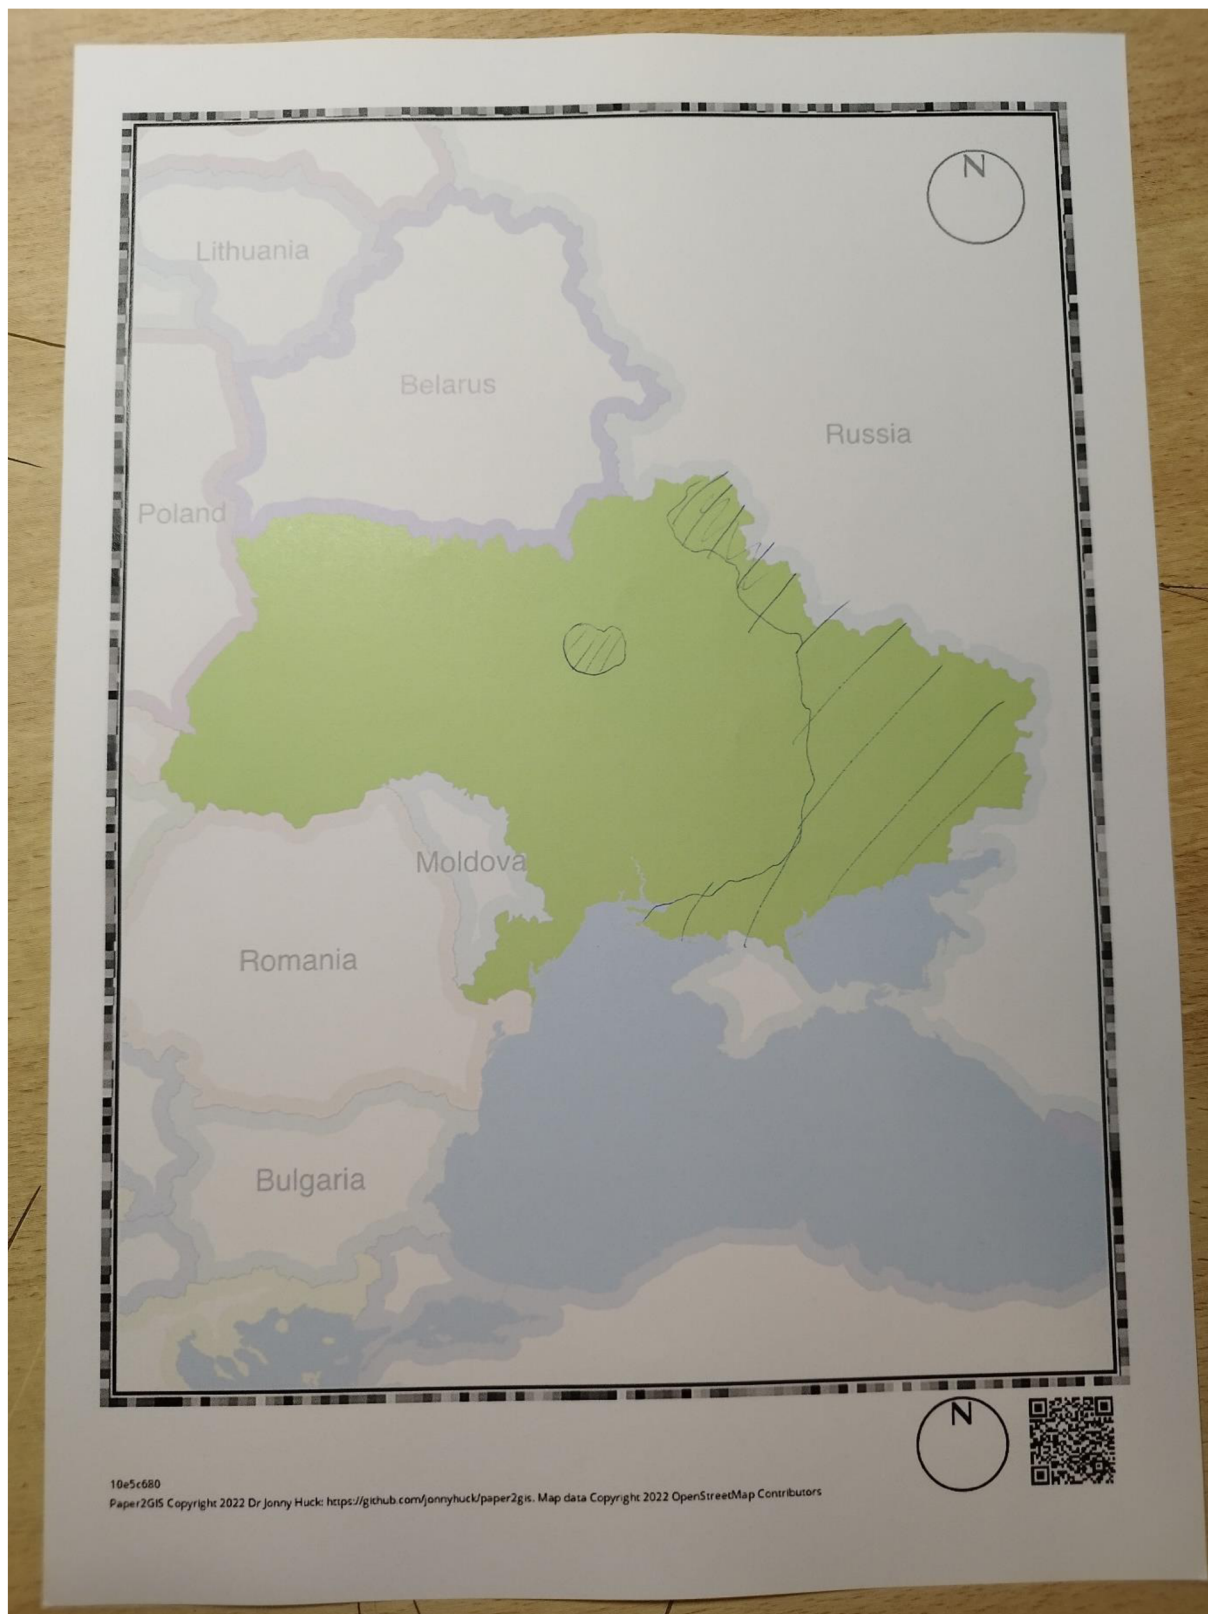 N
Lithuania
Belarus
Russia
Poland
Moldova
Romania
Bulgaria
N
10e5c680
Paper2GIS Copyright 2022 Dr Jonny Huck: https://github.com/jonnyhuck/paper2gis. Map data Copyright 2022 OpenStreetMap Contributors